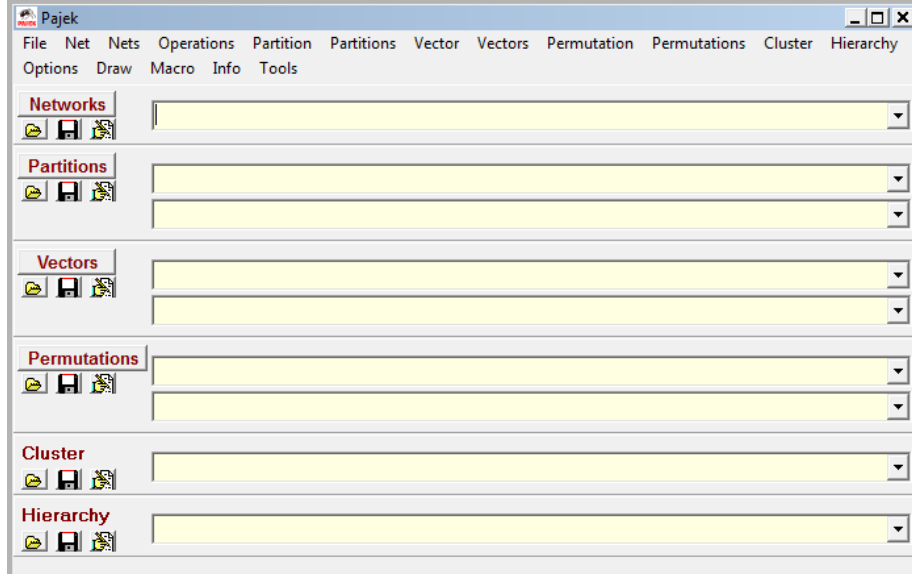 Pajek
File Net Nets Operations Partition Partitions Vector Vectors Permutation Permutations Cluster Hierarchy
Options Draw Macro Info Tools
Networks
Partitions
Vectors
Permutations
Cluster
Hierarchy